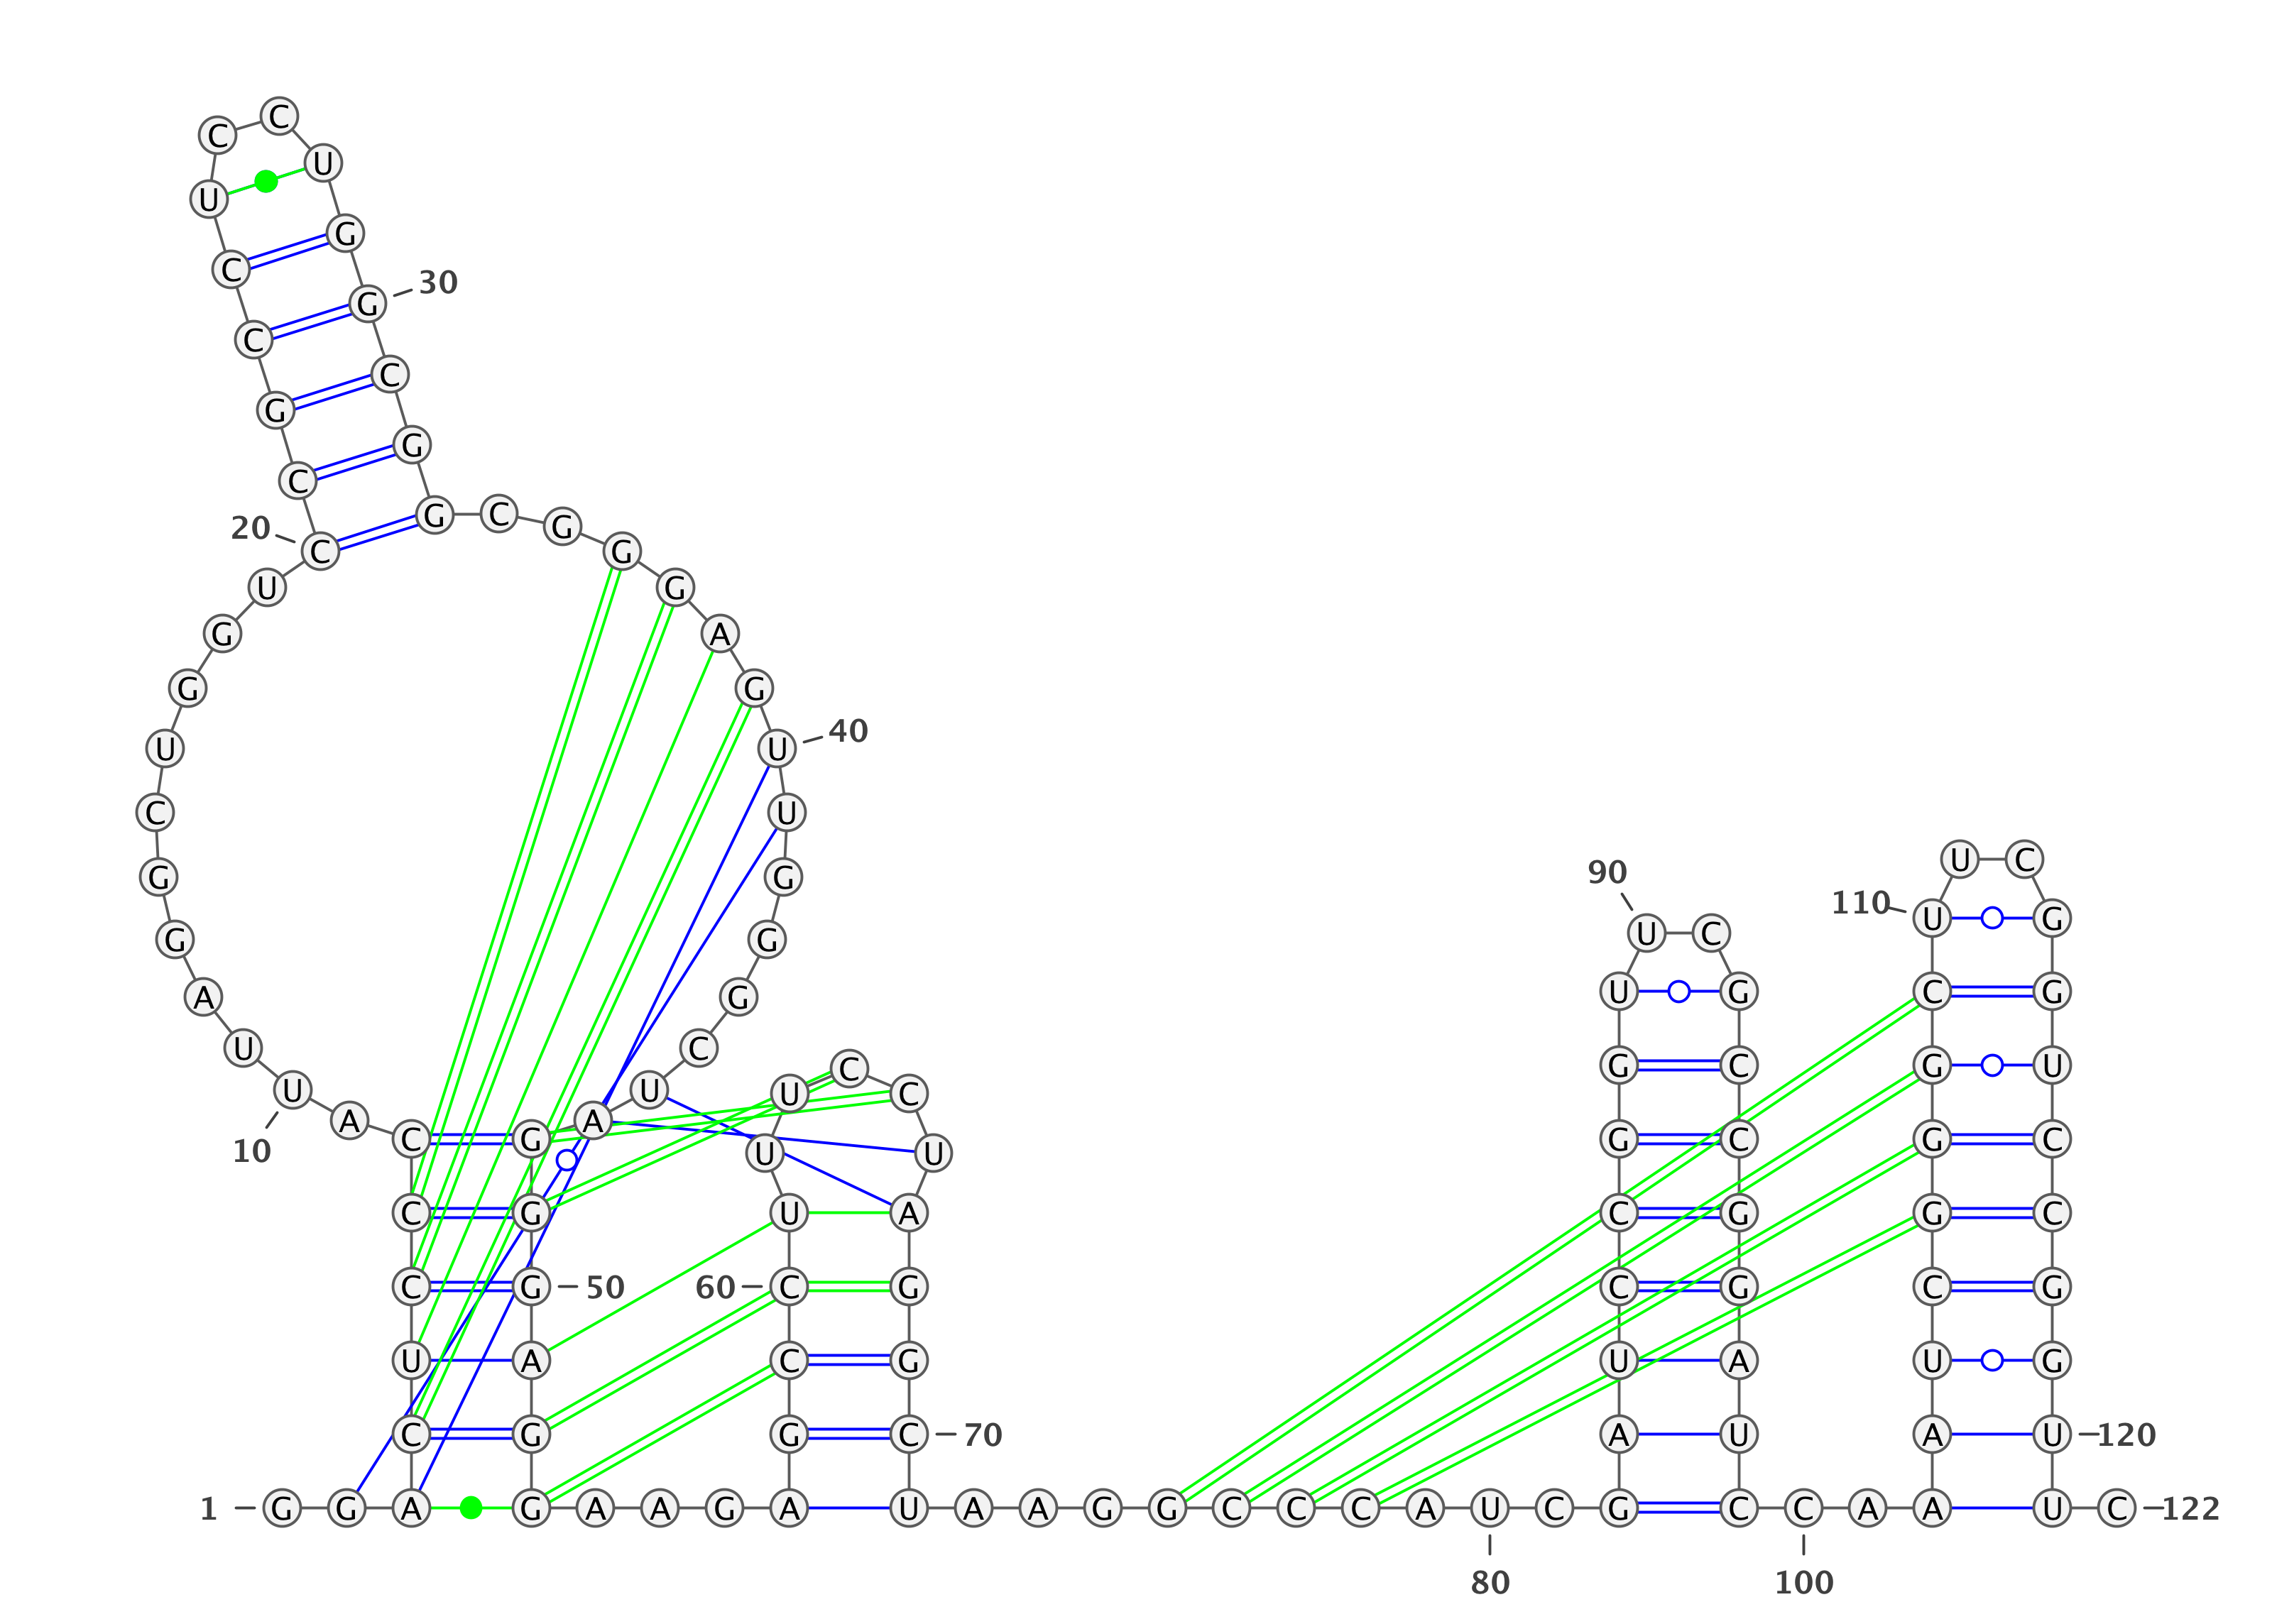 C C
U
U
G
C
30
G
C
C
G
G
C
G C G
20
C G
U G
G A
G G
40
U U
C U
U C
90
G G
110
U G
U C
G G
U G C G
A G
U C
G C G U
C
U U U C
A A
C G G C G C
10
U U
C G U A C G G C
C G 50 60 C G C G C G
U A C G U A U G
C G G C 70 A U A U 120
1 G G A G A A G A U A A G G C C C A U C G C C A A U C 122
80 100